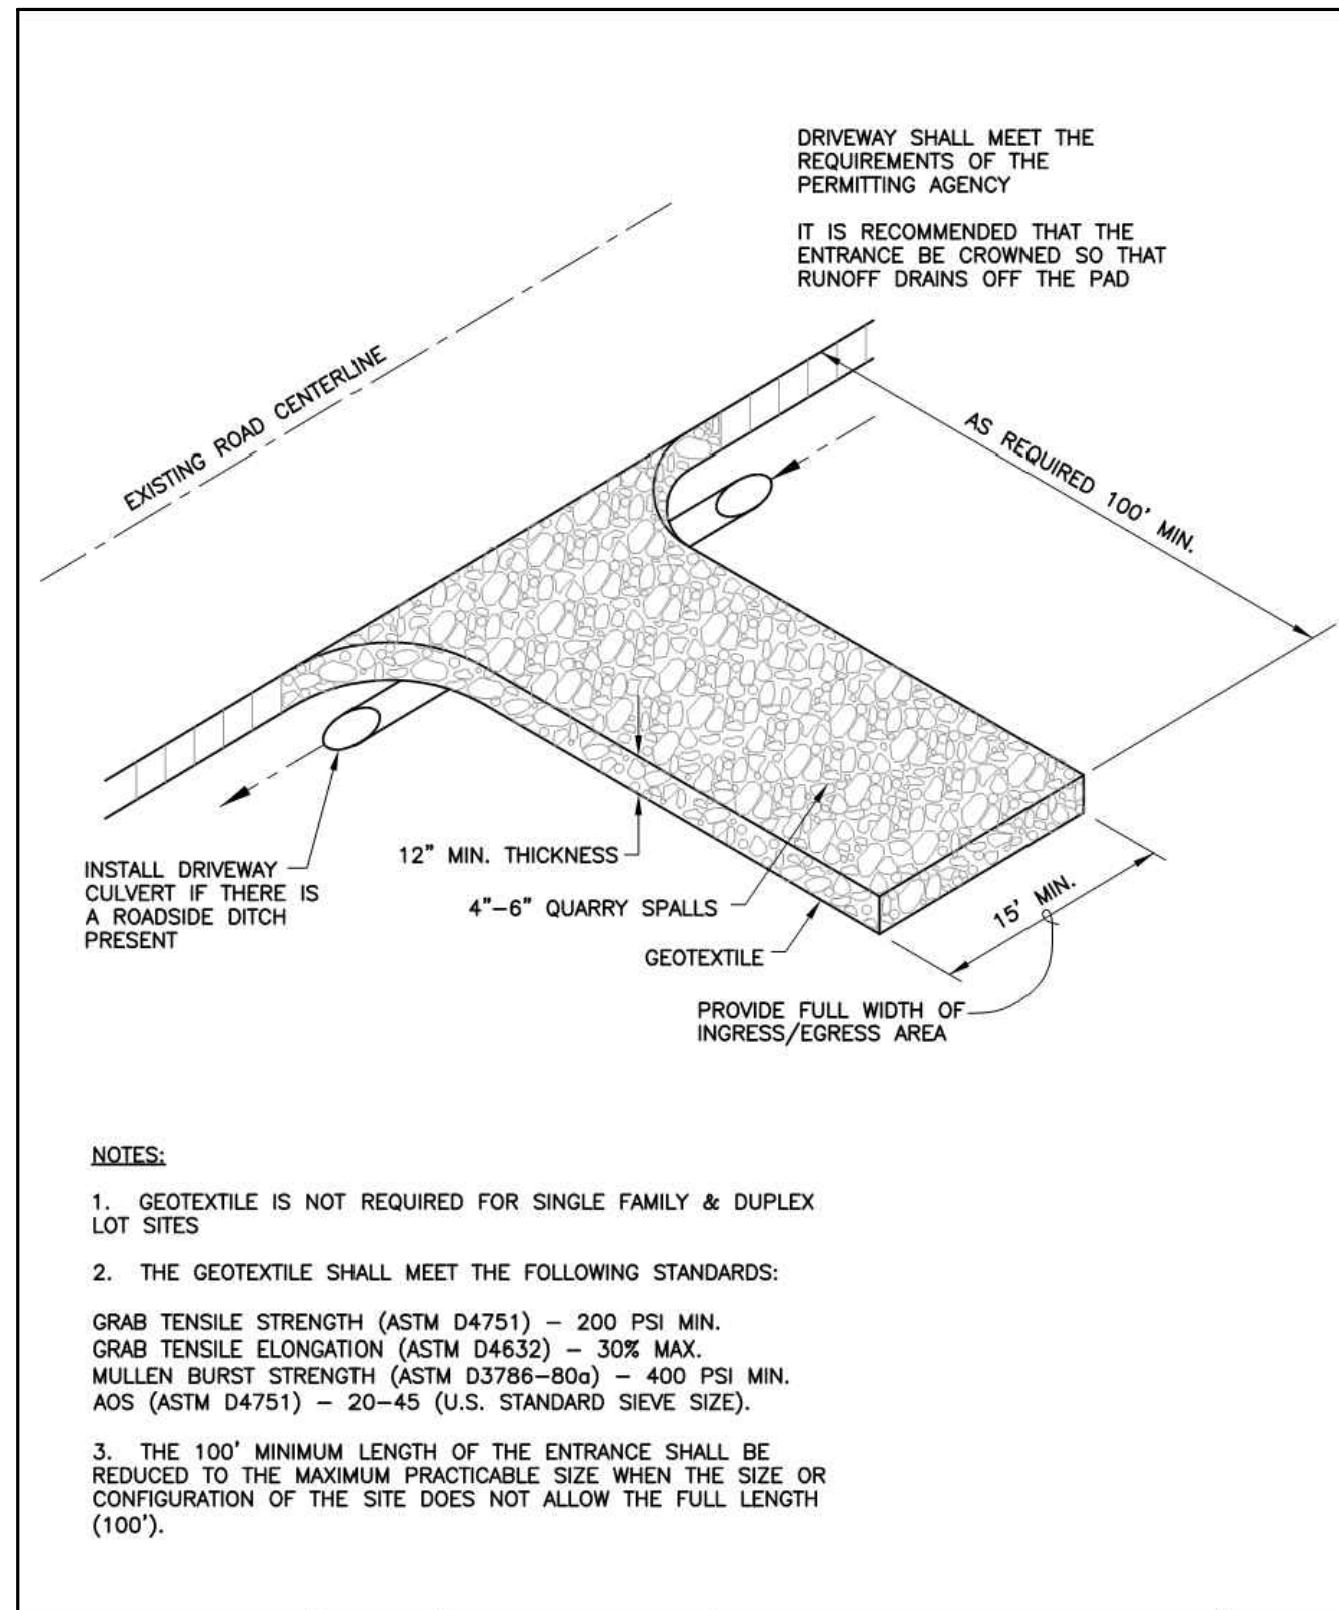 DRIVEWAY SHALL MEET THE
REQUIREMENTS OF THE
PERMITTING AGENCY
IT IS RECOMMENDED THAT THE
ENTRANCE BE CROWNED SO THAT
RUNOFF DRAINS OFF THE PAD
EXISTING ROAD CENTERLINE
AS REQUIRED 100' MIN.
INSTALL DRIVEWAY
CULVERT IF THERE IS
A ROADSIDE DITCH
PRESENT
12" MIN. THICKNESS
4"–6" QUARRY SPALLS
GEOTEXTILE
15' MIN.
PROVIDE FULL WIDTH OF
INGRESS/EGRESS AREA
NOTES:
1. GEOTEXTILE IS NOT REQUIRED FOR SINGLE FAMILY & DUPLEX
LOT SITES
2. THE GEOTEXTILE SHALL MEET THE FOLLOWING STANDARDS:
GRAB TENSILE STRENGTH (ASTM D4751) – 200 PSI MIN.
GRAB TENSILE ELONGATION (ASTM D4632) – 30% MAX.
MULLEN BURST STRENGTH (ASTM D3786–80a) – 400 PSI MIN.
AOS (ASTM D4751) – 20–45 (U.S. STANDARD SIEVE SIZE).
3. THE 100' MINIMUM LENGTH OF THE ENTRANCE SHALL BE
REDUCED TO THE MAXIMUM PRACTICABLE SIZE WHEN THE SIZE OR
CONFIGURATION OF THE SITE DOES NOT ALLOW THE FULL LENGTH
(100').